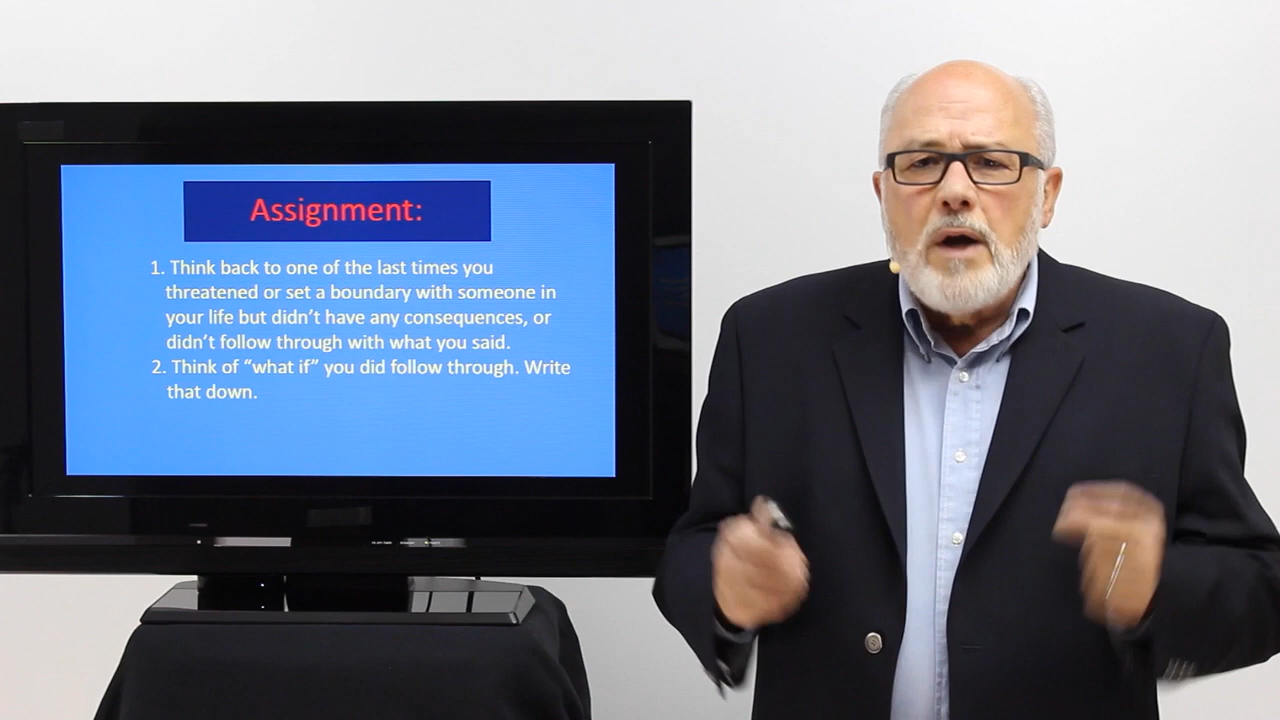 Assignment:
1. Think back to one of the last times you
threatened or set a boundary with someone in
your life but didn’t have any consequences, or
didn’t follow through with what you said.
2. Think of “what if” you did follow through. Write
that down.